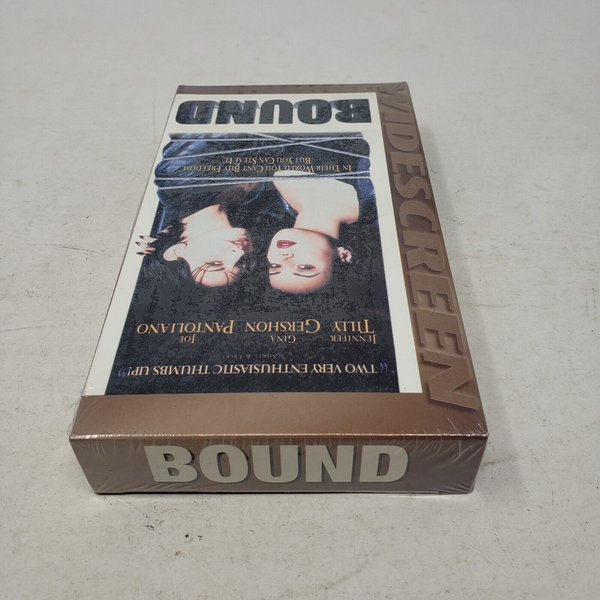 "TWO VERY ENTHUSIASTIC THUMBS UP!"
JENNIFER GINA JOE
TILLY GERSHON PANTOLIANO
IN THEIR WORLD YOU CAN'T BUY FREEDOM
BUT YOU CAN STEAL IT
BOUND
WIDESCREEN
BOUND